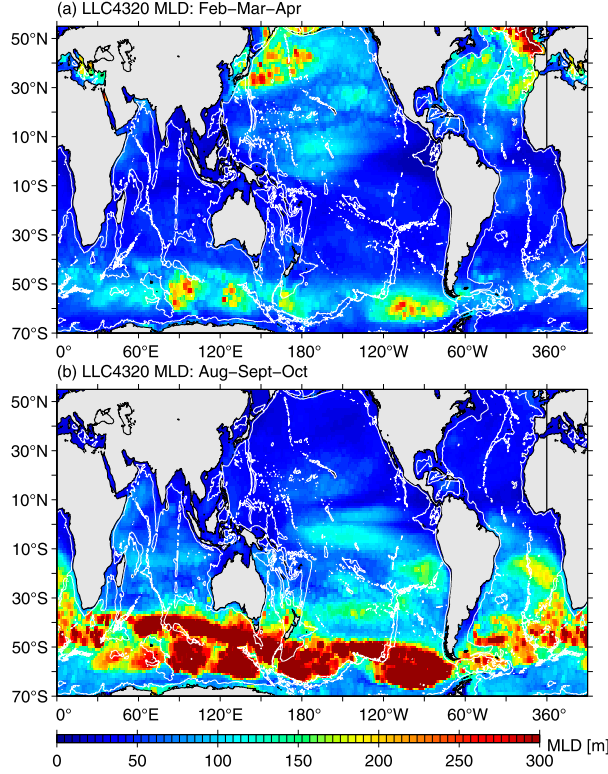 (a) LLC4320 MLD: Feb−Mar−Apr
50°N
30°N
10°N
10°S
30°S
50°S
70°S
0° 60°E 120°E 180° 120°W 60°W 360°
(b) LLC4320 MLD: Aug−Sept−Oct
50°N
30°N
10°N
10°S
30°S
50°S
70°S
0° 60°E 120°E 180° 120°W 60°W 360°
0 50 100 150 200 250 300 MLD [m]